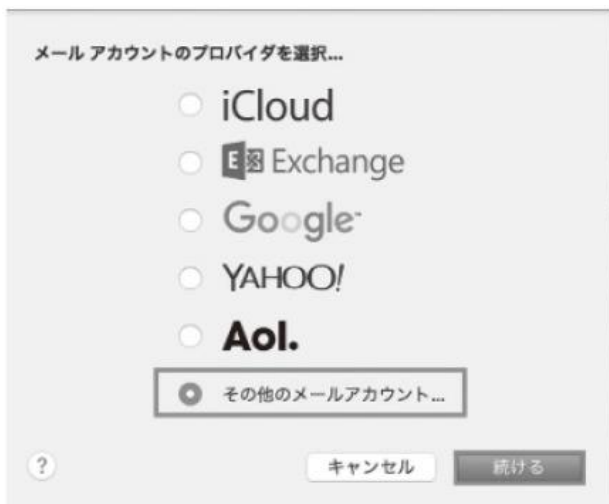 メール アカウントのプロバイダを選択...
iCloud
E Exchange
Google™
YAHOO!
Aol.
その他のメールアカウント...
?
キャンセル
続ける